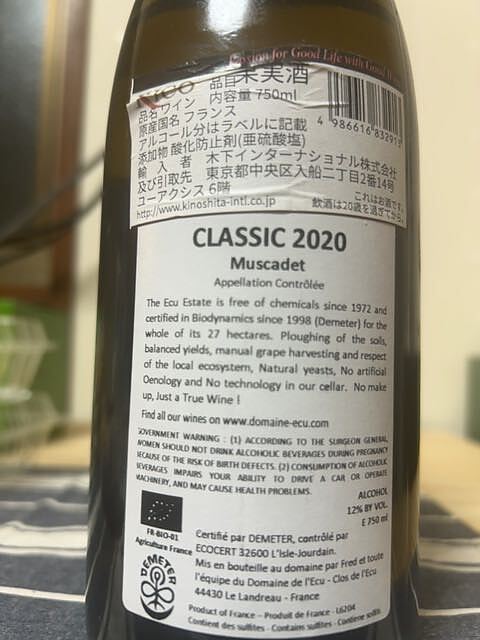 Passion for Good Life with Good Wine
品目 果実酒
品名 ワイン 内容量 750ml
原産国名 フランス
アルコール分はラベルに記載
添加物 酸化防止剤(亜硫酸塩)
輸入者 木下インターナショナル株式会社
及び引取先 東京都中央区入船二丁目2番14号
ユーアクシス 6階
http://www.kinoshita-intl.co.jp
これはお酒です。
飲酒は20歳を過ぎてから。
4 986616 83291
CLASSIC 2020
Muscadet
Appellation Contrôlée
The Ecu Estate is free of chemicals since 1972 and
certified in Biodynamics since 1998 (Demeter) for the
whole of its 27 hectares. Ploughing of the soils,
balanced yields, manual grape harvesting and respect
of the local ecosystem, Natural yeasts, No artificial
Oenology and No technology in our cellar. No make
up, Just a True Wine !
Find all our wines on www.domaine-ecu.com
GOVERNMENT WARNING : (1) ACCORDING TO THE SURGEON GENERAL,
WOMEN SHOULD NOT DRINK ALCOHOLIC BEVERAGES DURING PREGNANCY
BECAUSE OF THE RISK OF BIRTH DEFECTS. (2) CONSUMPTION OF ALCOHOLIC
BEVERAGES IMPAIRS YOUR ABILITY TO DRIVE A CAR OR OPERATE
MACHINERY, AND MAY CAUSE HEALTH PROBLEMS.
ALCOHOL
12% BY VOL.
E 750 ml
FR-BIO-01
Agriculture France
DEMETER
Certifié par DEMETER, contrôlé par
ECOCERT 32600 L'Isle-Jourdain.
Mis en bouteille au domaine par Fred et toute
l'équipe du Domaine de l'Ecu - Clos de l'Ecu
44430 Le Landreau - France
Product of France – Produit de France - L6204
Contient des sulfites - Contains sulfites - Contiene solfiti